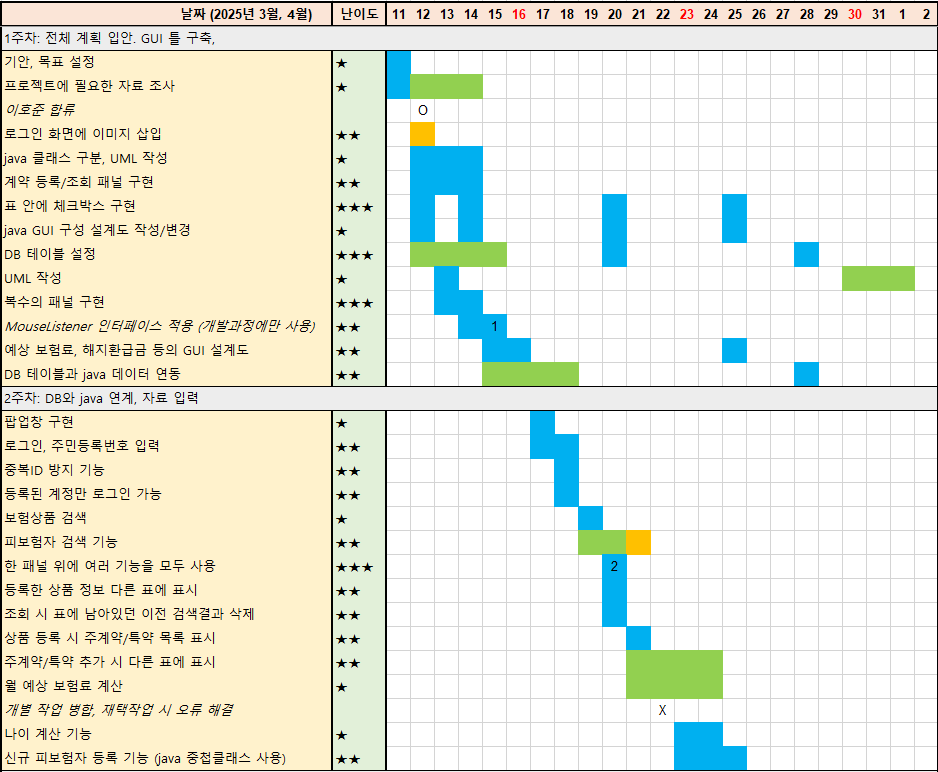 날짜 (2025년 3월, 4월) 난이도 11 12 13 14 15 16 17 18 19 20 21 22 23 24 25 26 27 28 29 30 31 1 2
1주차: 전체 계획 입안. GUI 틀 구축,
기안, 목표 설정 ★
프로젝트에 필요한 자료 조사 ★
이호준 합류 O
로그인 화면에 이미지 삽입 ★★
java 클래스 구분, UML 작성 ★
계약 등록/조회 패널 구현 ★★
표 안에 체크박스 구현 ★★★
java GUI 구성 설계도 작성/변경 ★
DB 테이블 설정 ★★★
UML 작성 ★
복수의 패널 구현 ★★★
MouseListener 인터페이스 적용 (개발과정에만 사용) ★★ 1
예상 보험료, 해지환급금 등의 GUI 설계도 ★★
DB 테이블과 java 데이터 연동 ★★
2주차: DB와 java 연계, 자료 입력
팝업창 구현 ★
로그인, 주민등록번호 입력 ★★
중복ID 방지 기능 ★★
등록된 계정만 로그인 가능 ★★
보험상품 검색 ★
피보험자 검색 기능 ★★
한 패널 위에 여러 기능을 모두 사용 ★★★ 2
등록한 상품 정보 다른 표에 표시 ★★
조회 시 표에 남아있던 이전 검색결과 삭제 ★★
상품 등록 시 주계약/특약 목록 표시 ★★
주계약/특약 추가 시 다른 표에 표시 ★★
월 예상 보험료 계산 ★
개별 작업 병합, 재택작업 시 오류 해결 X
나이 계산 기능 ★
신규 피보험자 등록 기능 (java 중첩클래스 사용) ★★